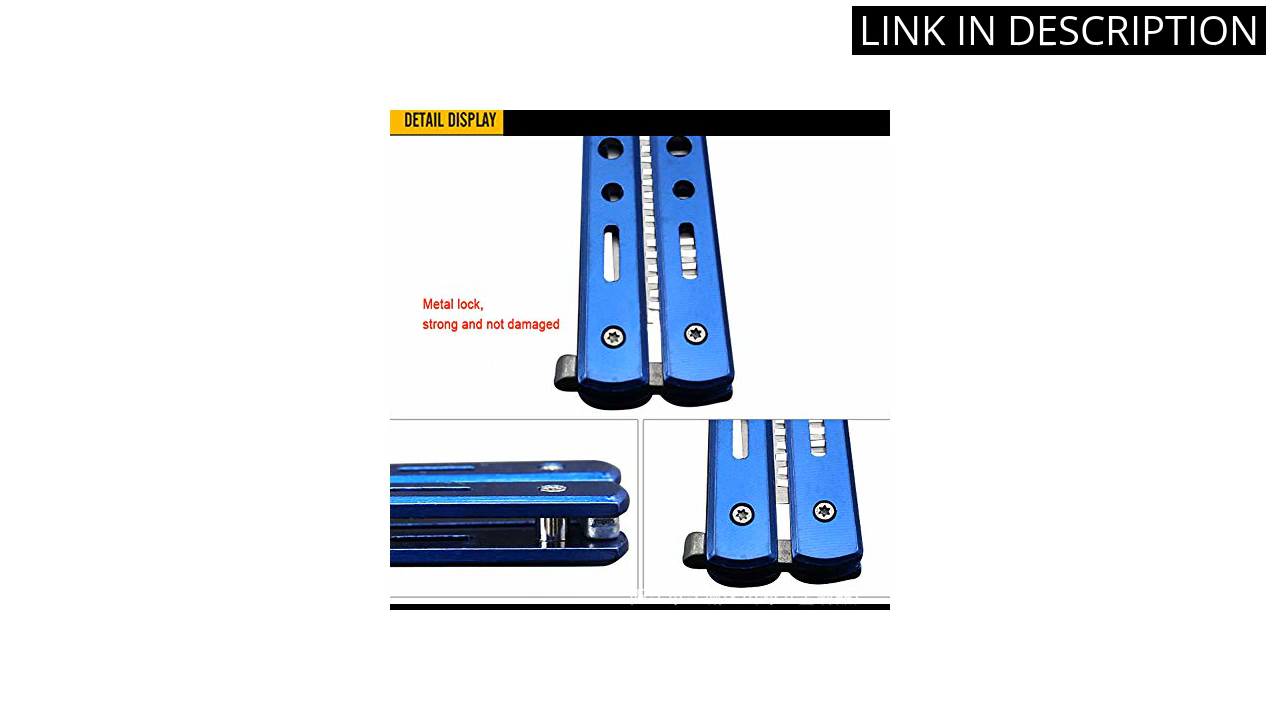 LINK IN DESCRIPTION
DETAIL DISPLAY
Metal lock,
strong and not damaged